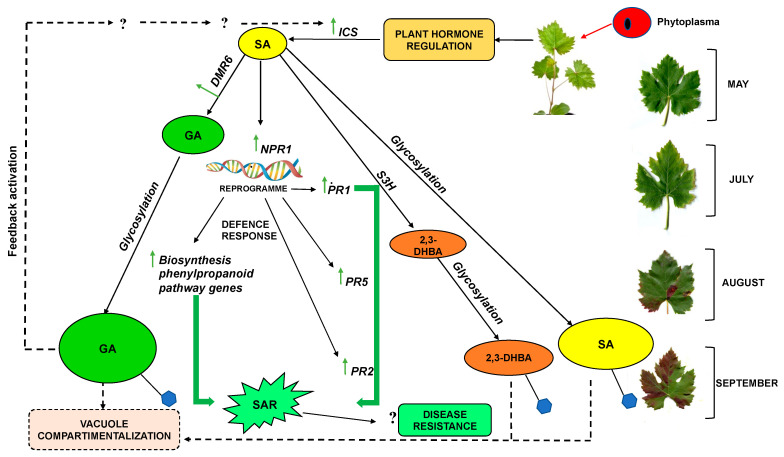 ? ? ICS
SA
PLANT HORMONE
REGULATION
Phytoplasma
MAY
DMR6
GA
NPR1
Glycosylation
JULY
REPROGRAMME
PR1
S3H
Feedback activation
Glycosylation
DEFENCE
RESPONSE
2,3-
DHBA
Biosynthesis
phenylpropanoid
pathway genes
PR5
Glycosylation
AUGUST
GA
PR2
2,3-DHBA
SA
SEPTEMBER
SAR
?
DISEASE
RESISTANCE
VACUOLE
COMPARTIMENTALIZATION